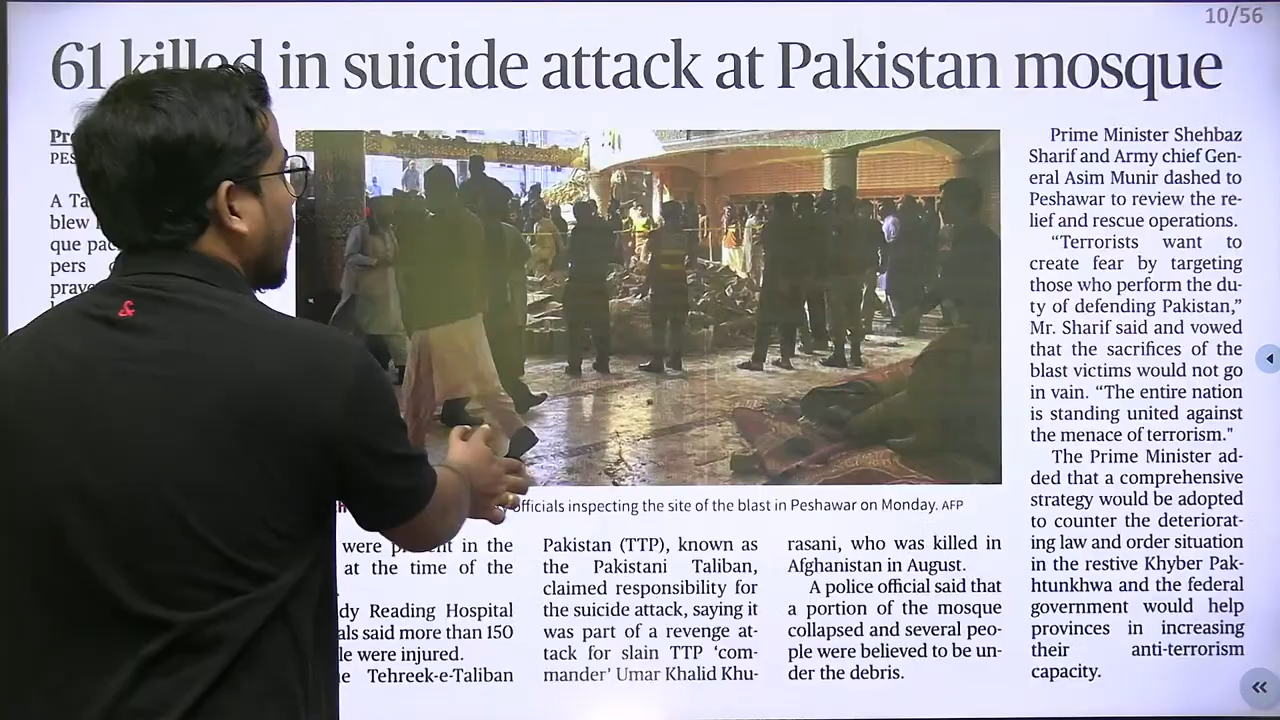 10/56
61 killed in suicide attack at Pakistan mosque
PES
A Ta
blew
que pac
pers
praye
&
officials inspecting the site of the blast in Peshawar on Monday. AFP
were present in the
at the time of the
dy Reading Hospital
als said more than 150
le were injured.
e Tehreek-e-Taliban
Pakistan (TTP), known as
the Pakistani Taliban,
claimed responsibility for
the suicide attack, saying it
was part of a revenge at-
tack for slain TTP ‘com-
mander’ Umar Khalid Khu-
rasani, who was killed in
Afghanistan in August.
A police official said that
a portion of the mosque
collapsed and several peo-
ple were believed to be un-
der the debris.
Prime Minister Shehbaz
Sharif and Army chief Gen-
eral Asim Munir dashed to
Peshawar to review the re-
lief and rescue operations.
“Terrorists want to
create fear by targeting
those who perform the du-
ty of defending Pakistan,”
Mr. Sharif said and vowed
that the sacrifices of the
blast victims would not go
in vain. “The entire nation
is standing united against
the menace of terrorism."
The Prime Minister ad-
ded that a comprehensive
strategy would be adopted
to counter the deteriorat-
ing law and order situation
in the restive Khyber Pak-
htunkhwa and the federal
government would help
provinces in increasing
their anti-terrorism
capacity.